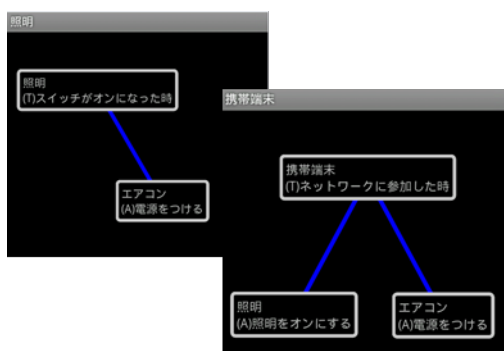 照明
照明
(T)スイッチがオンになった時
エアコン
(A)電源をつける
携帯端末
携帯端末
(T)ネットワークに参加した時
照明
(A)照明をオンにする
エアコン
(A)電源をつける